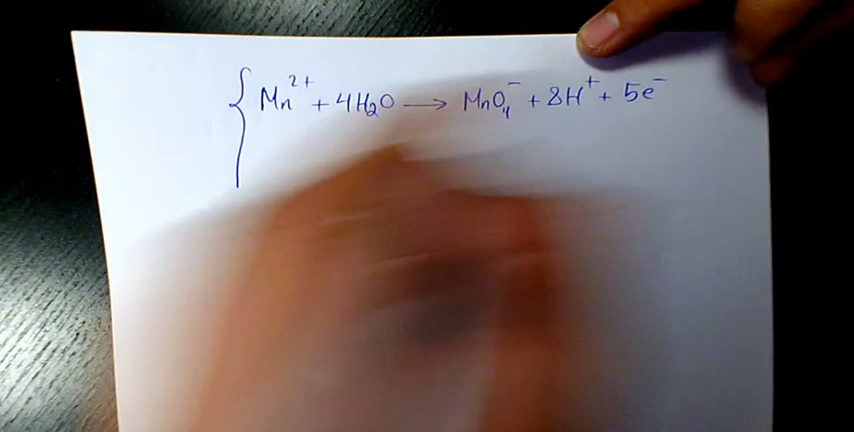 Mn²⁺ + 4H₂O → MnO₄⁻ + 8H⁺ + 5e⁻